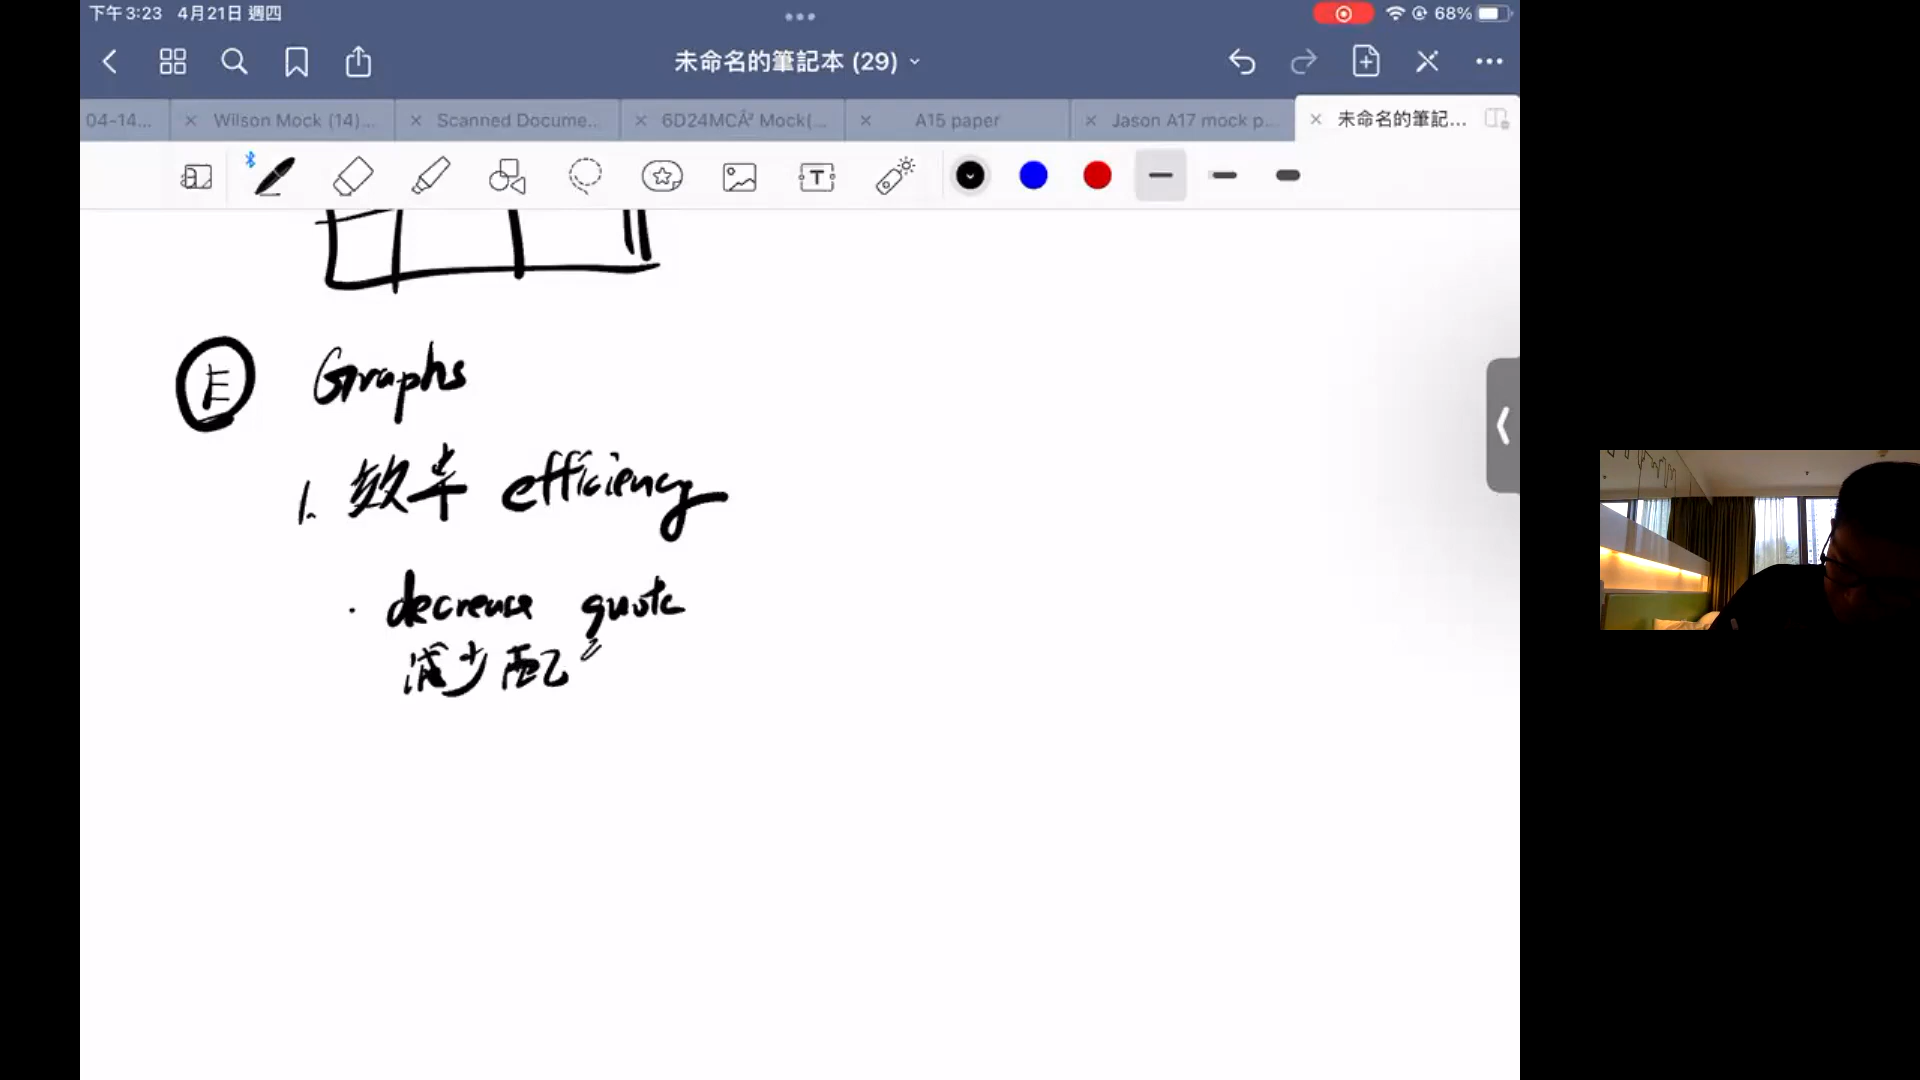 下午3:23 4月21日 週四
68%
未命名的筆記本 (29)
04-14...
Wilson Mock (14)...
Scanned Docume...
6D24MCÂ² Mock(...
A15 paper
Jason A17 mock p...
未命名的筆記...
E Graphs
1. 效率 efficiency
· decrease quota
減少配